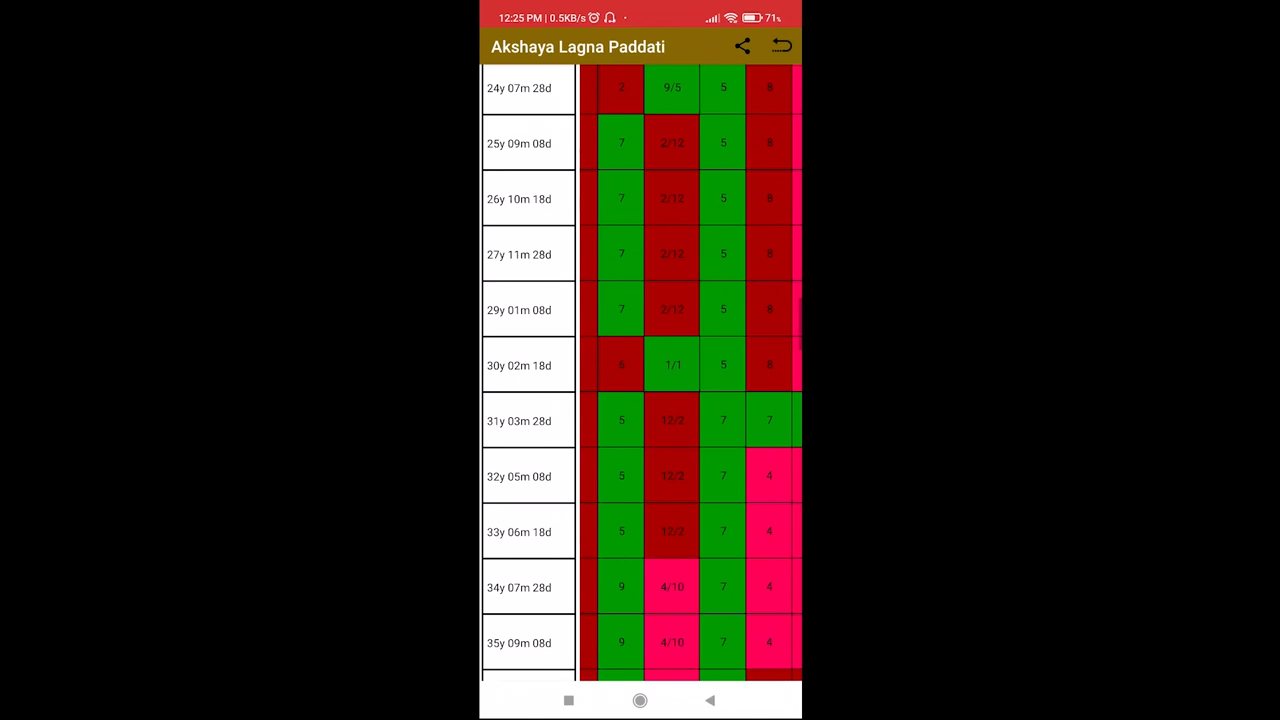 12:25 PM | 0.5KB/s 71%
Akshaya Lagna Paddati
24y 07m 28d 2 9/5 5 8
25y 09m 08d 7 2/12 5 8
26y 10m 18d 7 2/12 5 8
27y 11m 28d 7 2/12 5 8
29y 01m 08d 7 2/12 5 8
30y 02m 18d 6 1/1 5 8
31y 03m 28d 5 12/2 7 7
32y 05m 08d 5 12/2 7 4
33y 06m 18d 5 12/2 7 4
34y 07m 28d 9 4/10 7 4
35y 09m 08d 9 4/10 7 4